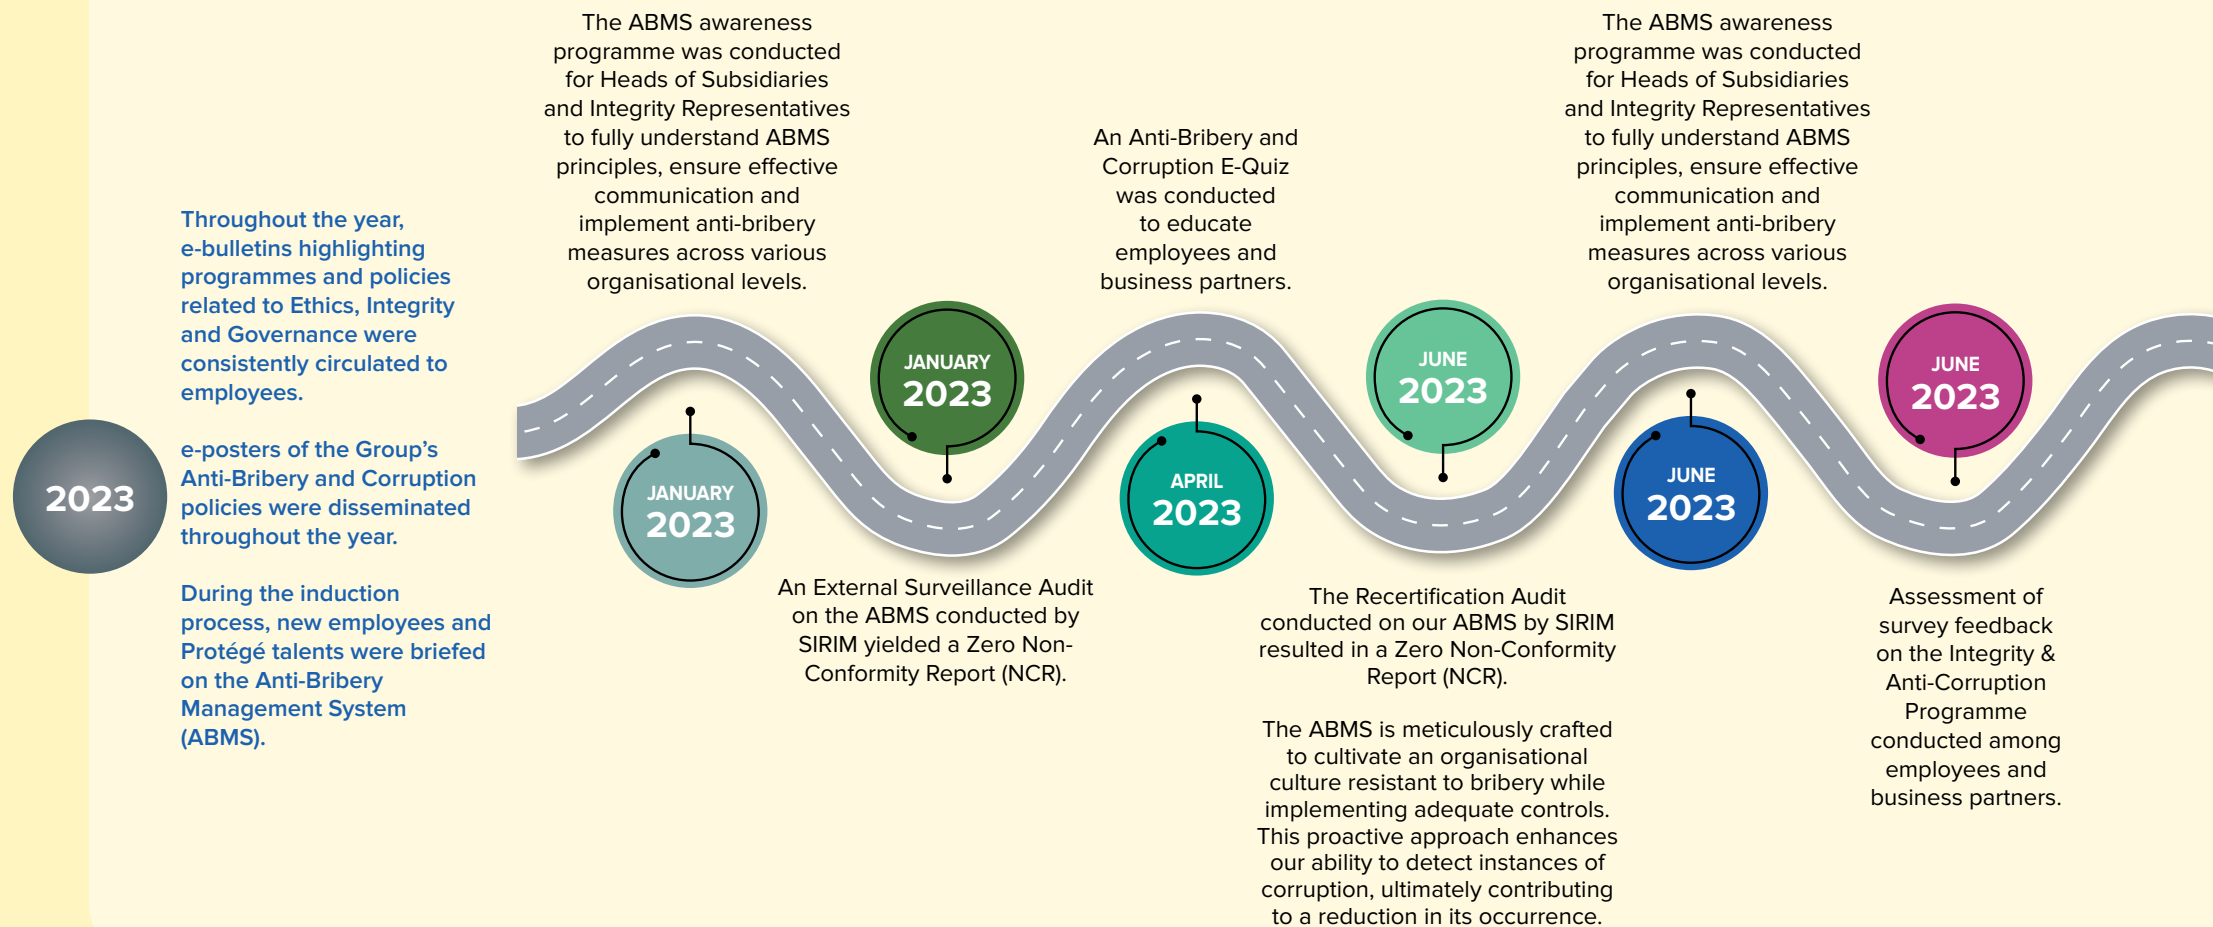 2023
Throughout the year,
e-bulletins highlighting
programmes and policies
related to Ethics, Integrity
and Governance were
consistently circulated to
employees.
e-posters of the Group's
Anti-Bribery and Corruption
policies were disseminated
throughout the year.
During the induction
process, new employees and
Protégé talents were briefed
on the Anti-Bribery
Management System
(ABMS).
The ABMS awareness
programme was conducted
for Heads of Subsidiaries
and Integrity Representatives
to fully understand ABMS
principles, ensure effective
communication and
implement anti-bribery
measures across various
organisational levels.
JANUARY
2023
JANUARY
2023
An External Surveillance Audit
on the ABMS conducted by
SIRIM yielded a Zero Non-
Conformity Report (NCR).
An Anti-Bribery and
Corruption E-Quiz
was conducted
to educate
employees and
business partners.
APRIL
2023
JUNE
2023
The Recertification Audit
conducted on our ABMS by SIRIM
resulted in a Zero Non-Conformity
Report (NCR).
The ABMS is meticulously crafted
to cultivate an organisational
culture resistant to bribery while
implementing adequate controls.
This proactive approach enhances
our ability to detect instances of
corruption, ultimately contributing
to a reduction in its occurrence.
The ABMS awareness
programme was conducted
for Heads of Subsidiaries
and Integrity Representatives
to fully understand ABMS
principles, ensure effective
communication and
implement anti-bribery
measures across various
organisational levels.
JUNE
2023
JUNE
2023
Assessment of
survey feedback
on the Integrity &
Anti-Corruption
Programme
conducted among
employees and
business partners.